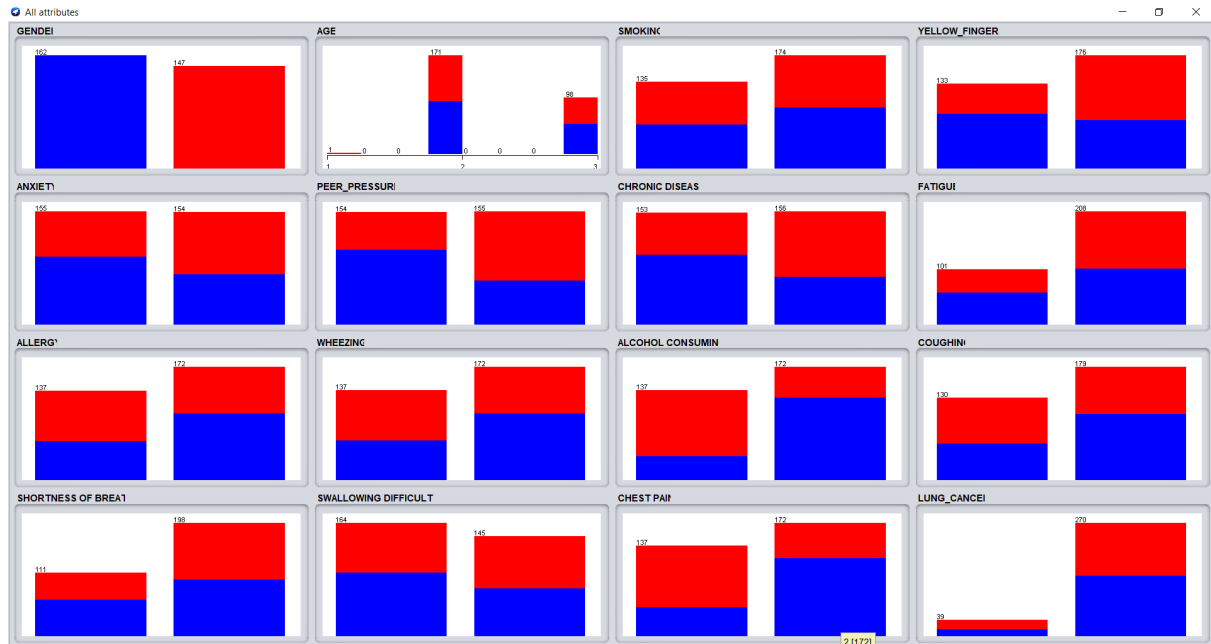 All attributes
GENDEI AGE SMOKINC YELLOW_FINGER
162 147
171 98 1 0 0 0 0 0
1 2 3
135 174
133 176
ANXIETY PEER_PRESSURI CHRONIC DISEAS FATIGUI
155 154
154 155
153 156
101 208
ALLERGY WHEEZING ALCOHOL CONSUMIN COUGHIN
137 172
137 172
137 172
130 179
SHORTNESS OF BREAT SWALLOWING DIFFICULT CHEST PAIN LUNG_CANCEI
111 198
164 145
137 172
39 270
2 [172]